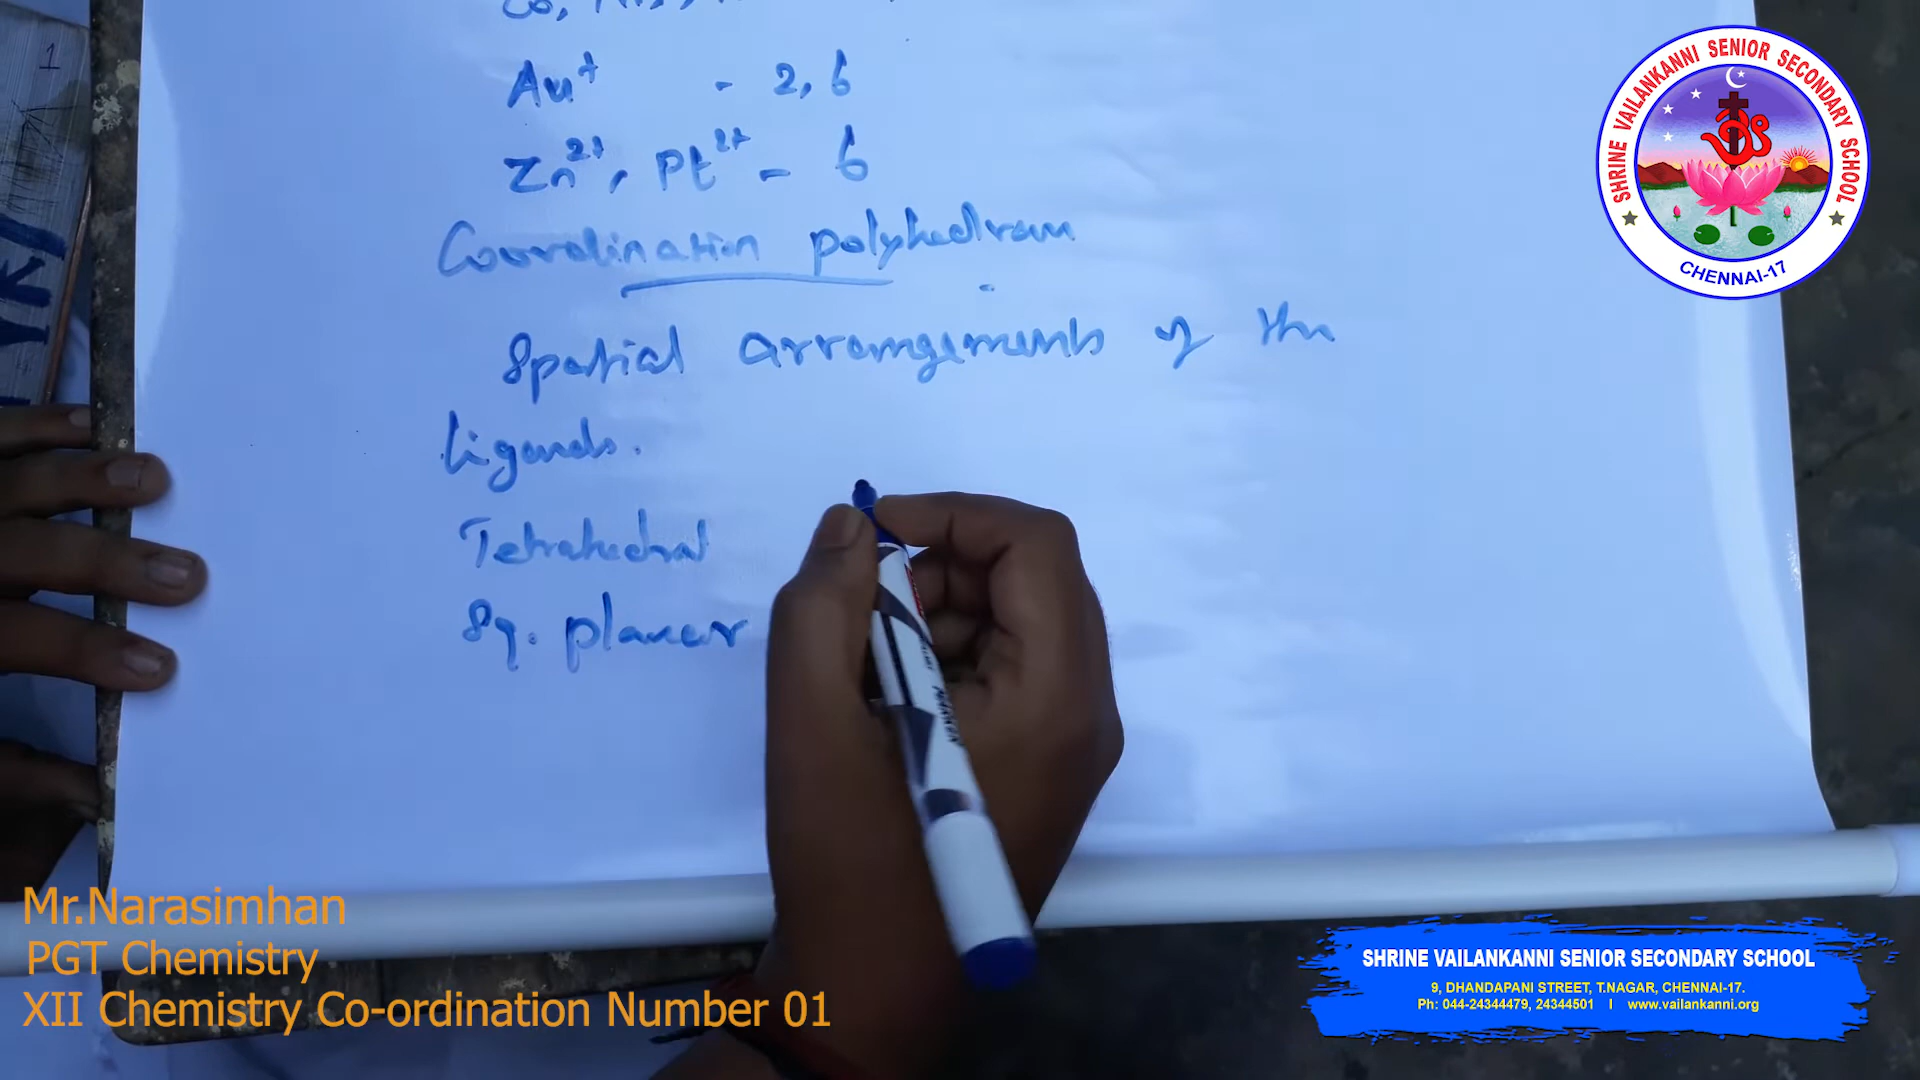 Au+ - 2, 6
Zn2+, Pt2+ - 6
Coordination polyhedram
Spatial arrangements of the
Ligands.
Tetrahedral
Sq. planar
SHRINE VAILANKANNI SENIOR SECONDARY SCHOOL
CHENNAI-17
Mr.Narasimhan
PGT Chemistry
XII Chemistry Co-ordination Number 01
SHRINE VAILANKANNI SENIOR SECONDARY SCHOOL
9, DHANDAPANI STREET, T.NAGAR, CHENNAI-17.
Ph: 044-24344479, 24344501 I www.vailankanni.org